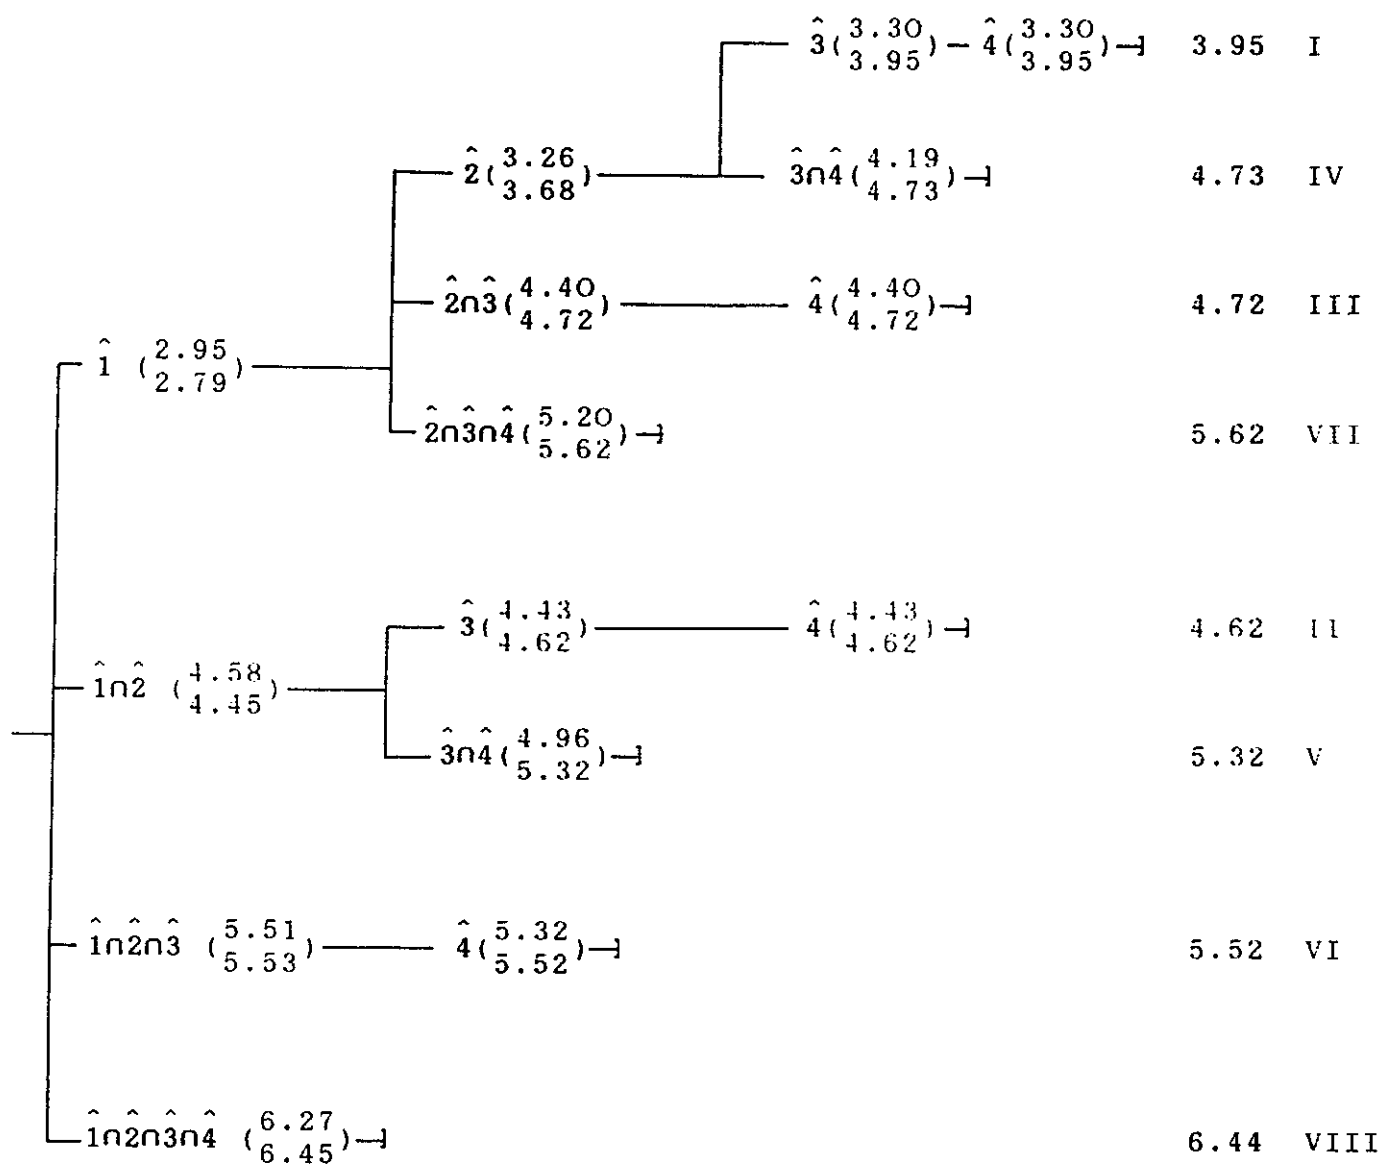 3̂(3.30 3.95) – 4̂(3.30 3.95) 3.95 I
2̂(3.26 3.68) 3̂∩4̂(4.19 4.73) 4.73 IV
2̂∩3̂(4.40 4.72) 4̂(4.40 4.72) 4.72 III
1̂ (2.95 2.79)
2̂∩3̂∩4̂(5.20 5.62) 5.62 VII
3̂(4.43 4.62) 4̂(4.43 4.62) 4.62 II
1̂∩2̂ (4.58 4.45)
3̂∩4̂(4.96 5.32) 5.32 V
1̂∩2̂∩3̂ (5.51 5.53) 4̂(5.32 5.52) 5.52 VI
1̂∩2̂∩3̂∩4̂ (6.27 6.45) 6.44 VIII